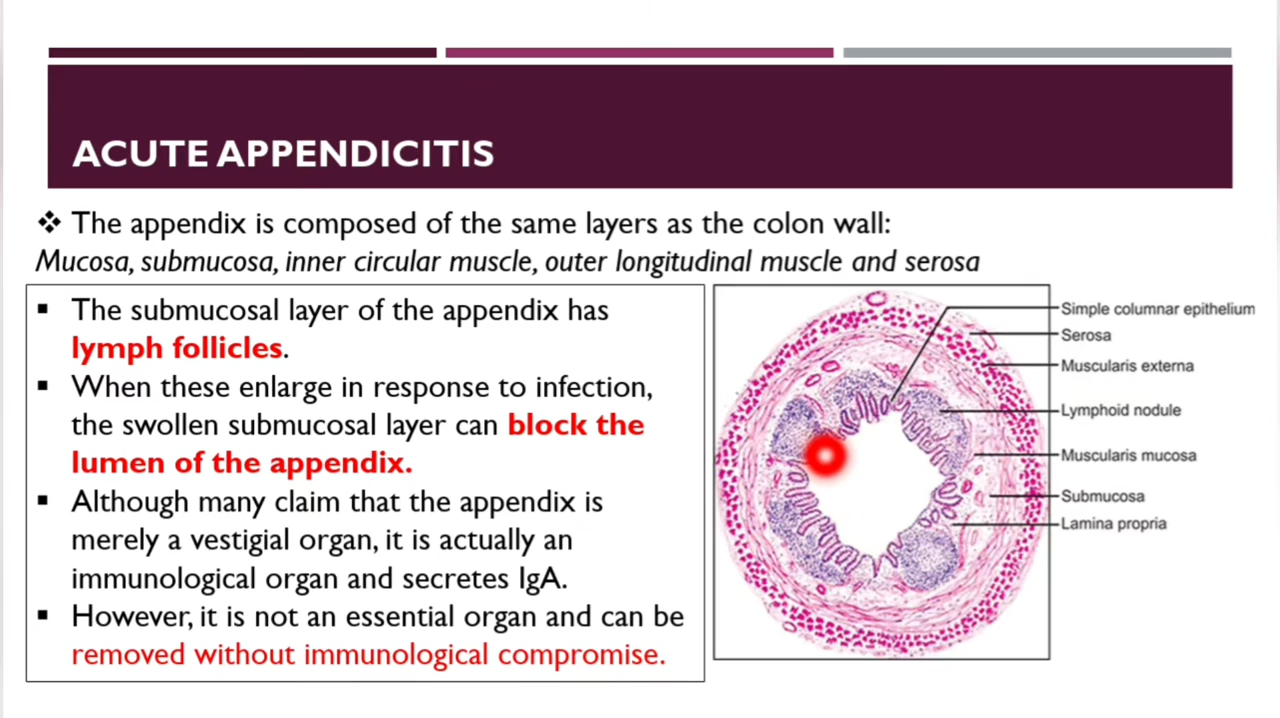 ACUTE APPENDICITIS
❖ The appendix is composed of the same layers as the colon wall:
Mucosa, submucosa, inner circular muscle, outer longitudinal muscle and serosa
▪ The submucosal layer of the appendix has
lymph follicles.
▪ When these enlarge in response to infection,
the swollen submucosal layer can block the
lumen of the appendix.
▪ Although many claim that the appendix is
merely a vestigial organ, it is actually an
immunological organ and secretes IgA.
▪ However, it is not an essential organ and can be
removed without immunological compromise.
Simple columnar epithelium
Serosa
Muscularis externa
Lymphoid nodule
Muscularis mucosa
Submucosa
Lamina propria